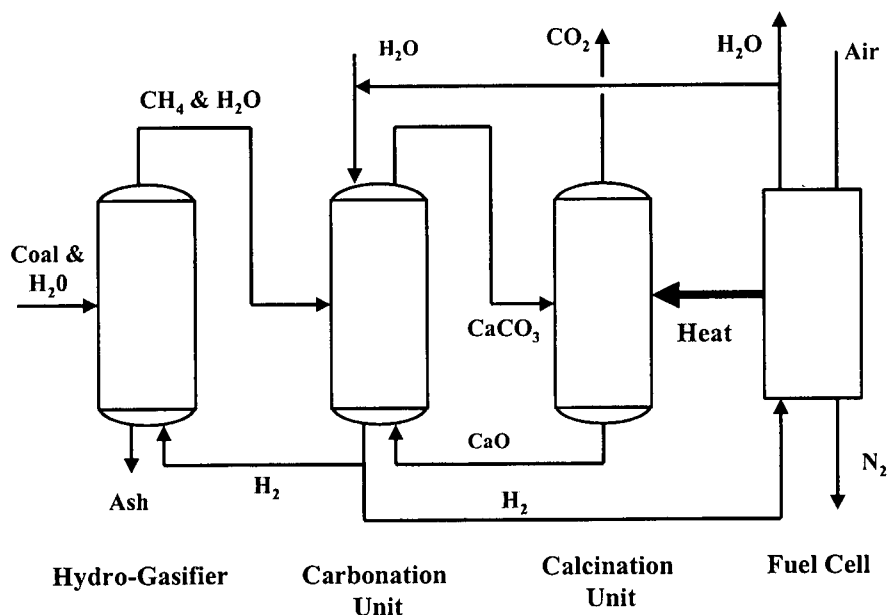 H₂O
CO₂
H₂O
Air
CH₄ & H₂O
Coal &
H₂0
CaCO₃
Heat
CaO
H₂
H₂
Ash
N₂
Hydro-Gasifier
Carbonation
Unit
Calcination
Unit
Fuel Cell